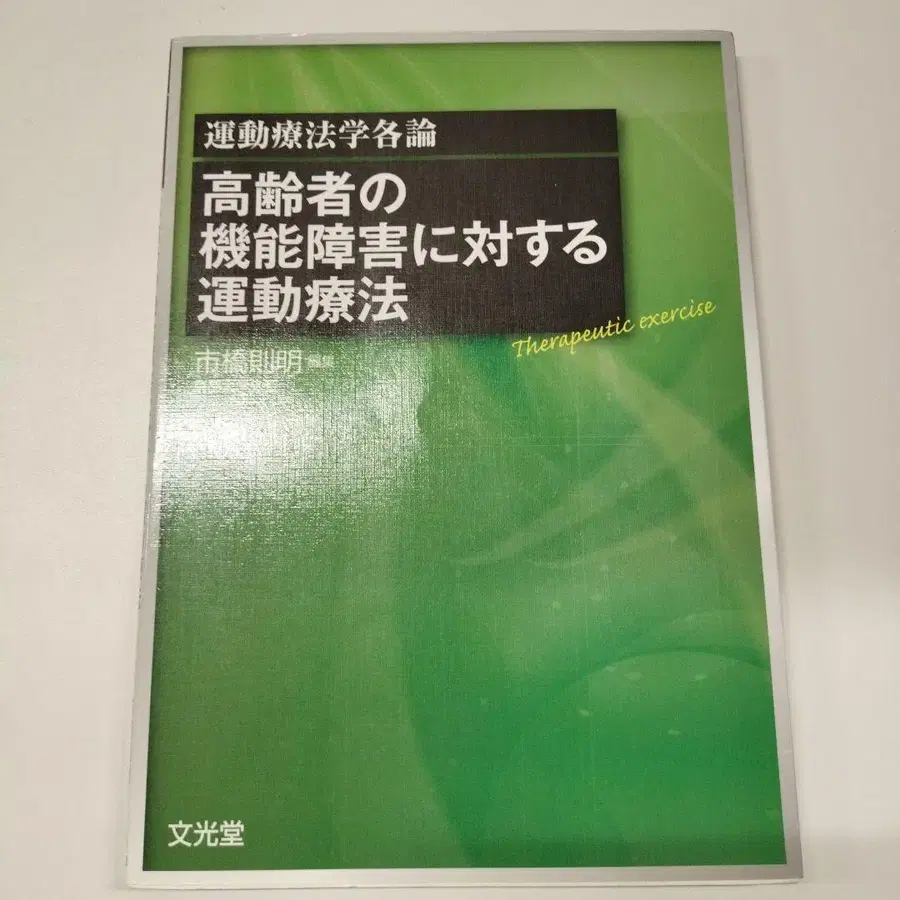 運動療法学各論
高齢者の
機能障害に対する
運動療法
Therapeutic exercise
市橋則明 編集
文光堂